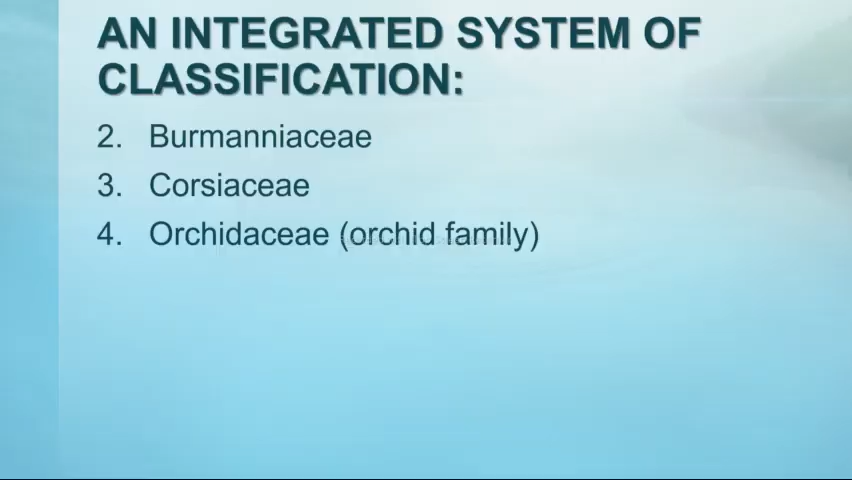 AN INTEGRATED SYSTEM OF
CLASSIFICATION:
2. Burmanniaceae
3. Corsiaceae
4. Orchidaceae (orchid family)